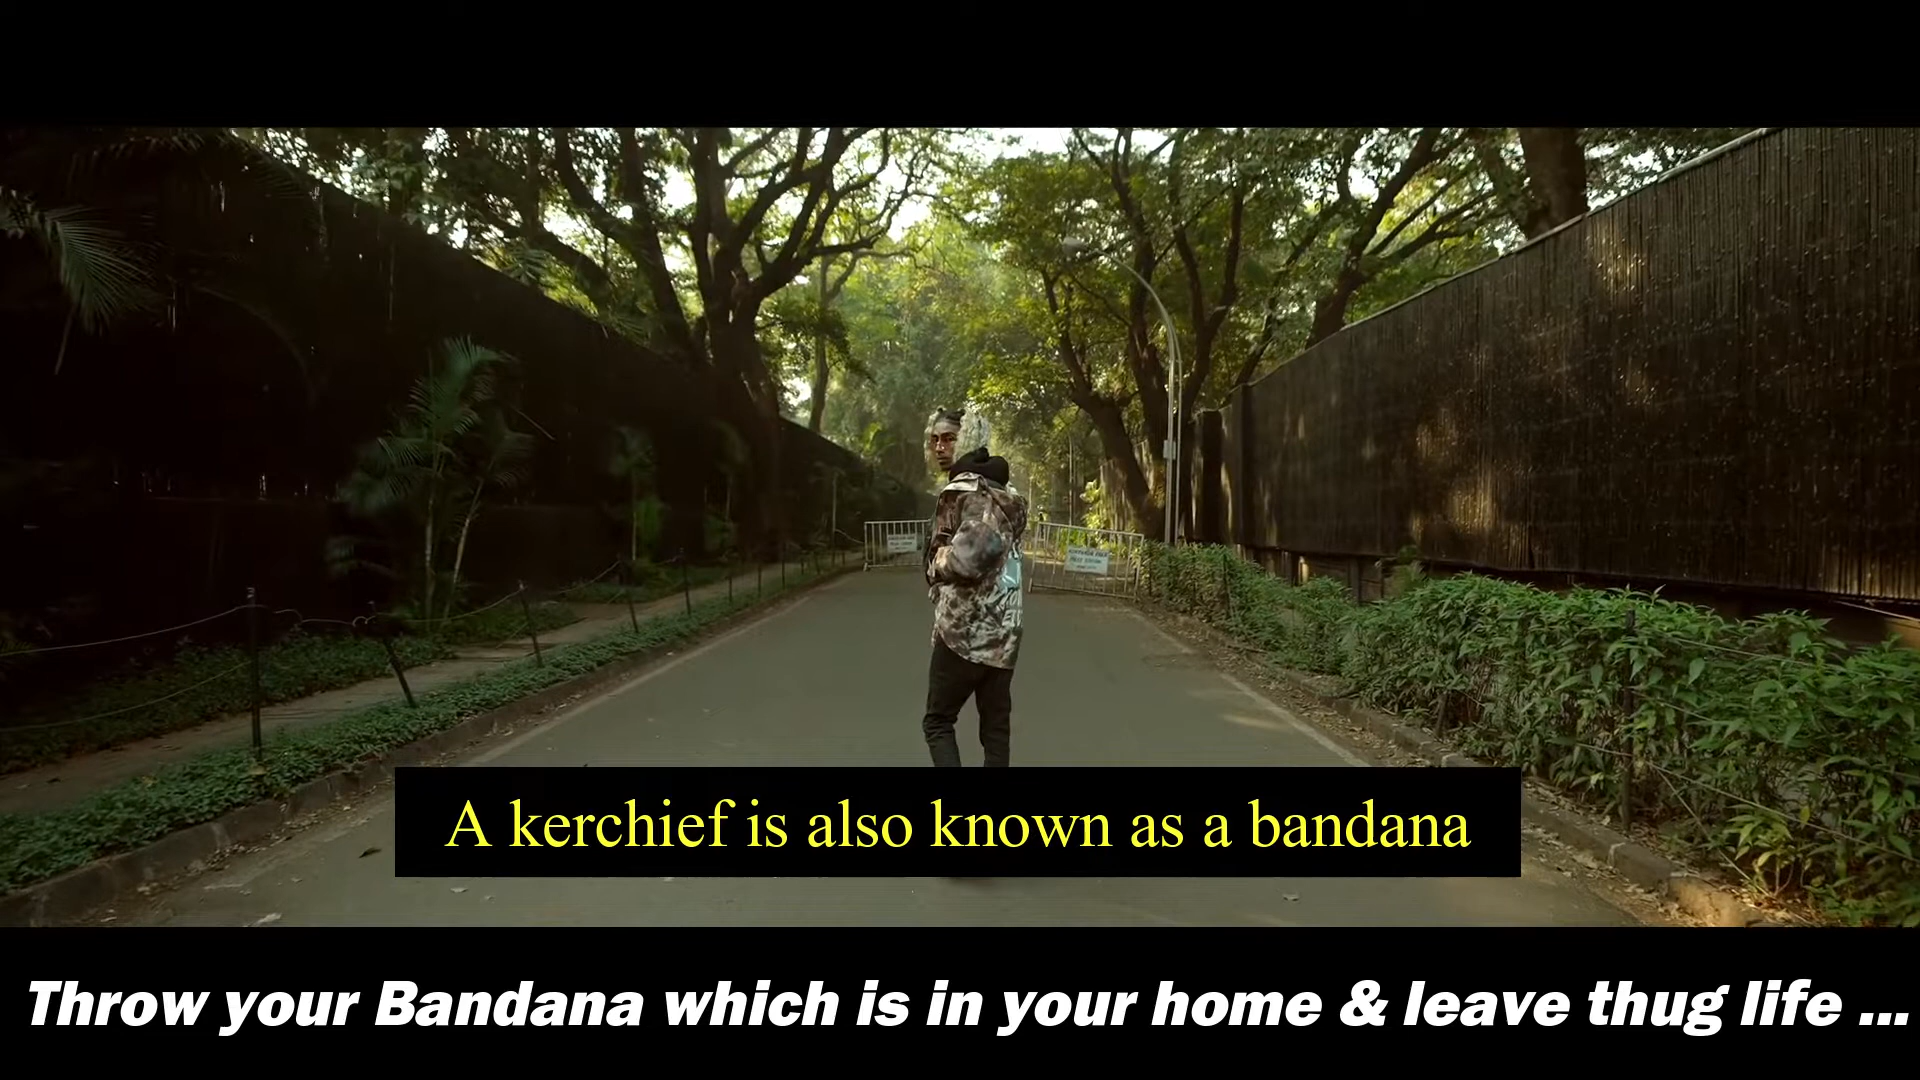 A kerchief is also known as a bandana
Throw your Bandana which is in your home & leave thug life ...